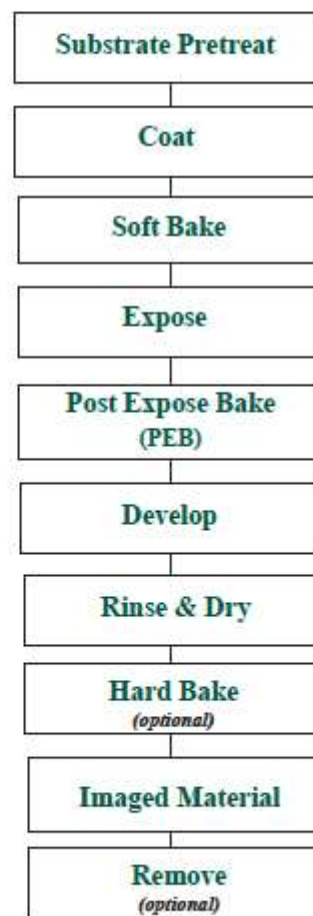 Substrate Pretreat
Coat
Soft Bake
Expose
Post Expose Bake
(PEB)
Develop
Rinse & Dry
Hard Bake
(optional)
Imaged Material
Remove
(optional)